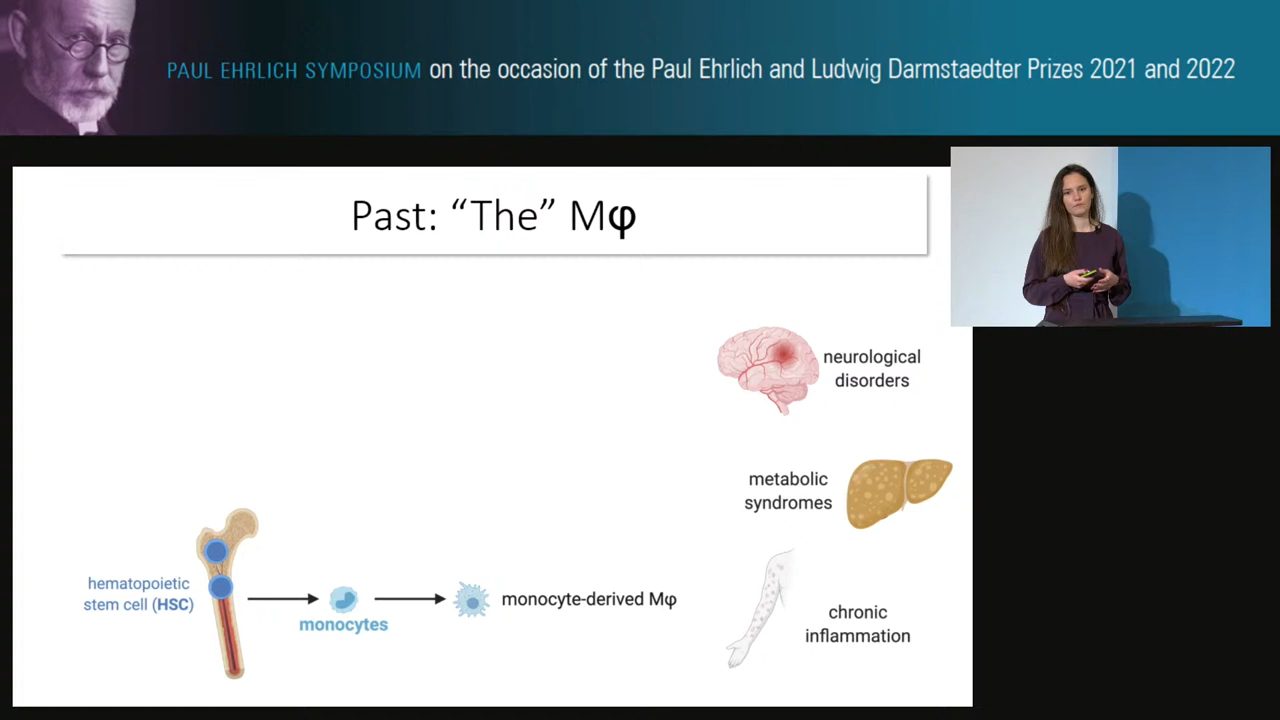 PAUL EHRLICH SYMPOSIUM on the occasion of the Paul Ehrlich and Ludwig Darmstaedter Prizes 2021 and 2022
Past: “The” Mφ
neurological
disorders
metabolic
syndromes
hematopoietic
stem cell (HSC)
monocytes
monocyte-derived Mφ
chronic
inflammation